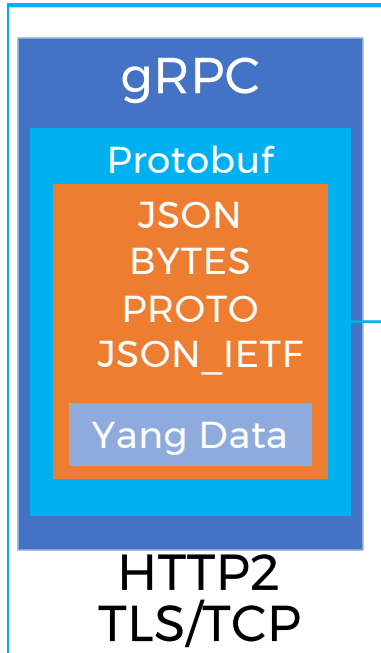 gRPC
Protobuf
JSON
BYTES
PROTO
JSON_IETF
Yang Data
HTTP2
TLS/TCP